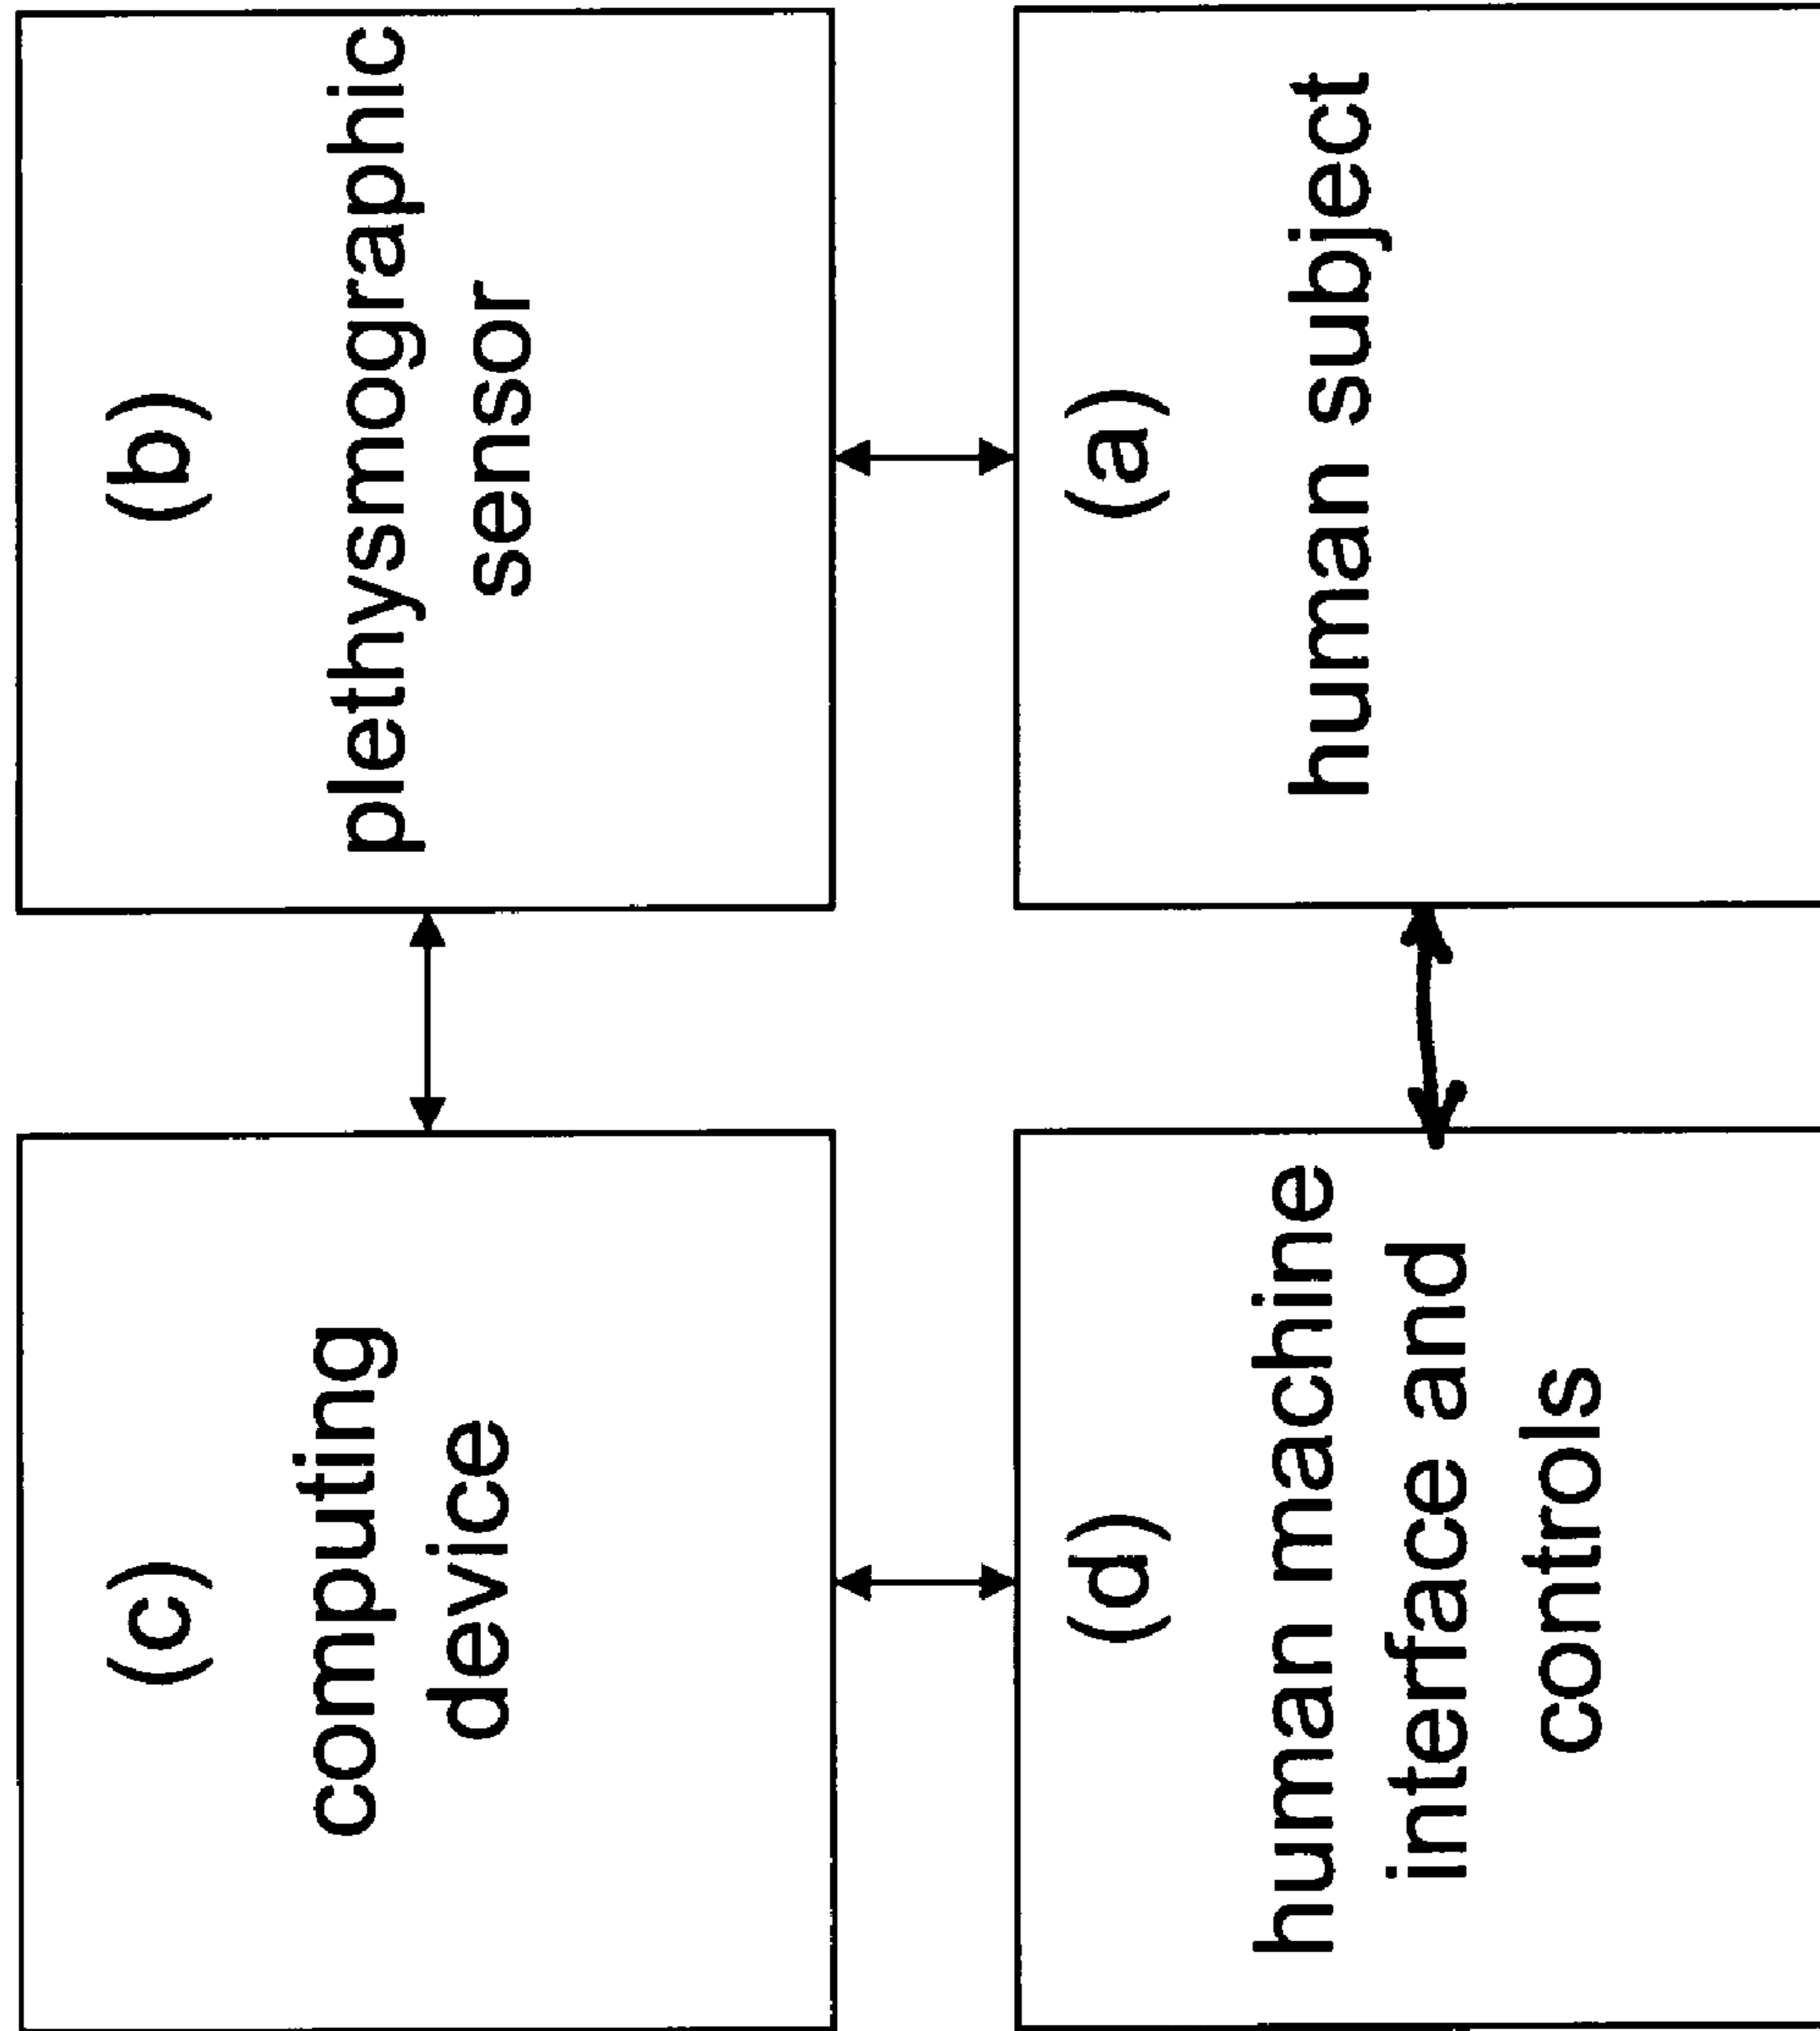 (c)
computing
device
(b)
plethysmographic
sensor
(d)
human machine
interface and
controls
(a)
human subject